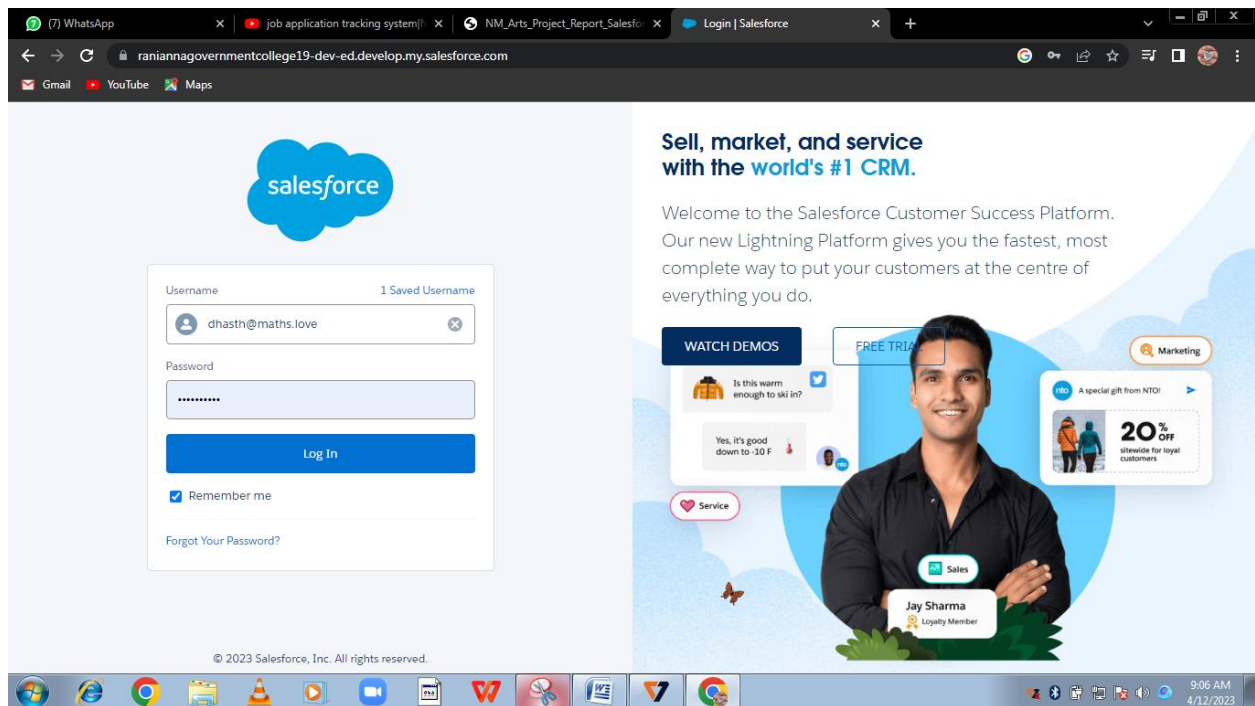 (7) WhatsApp
job application tracking system||
NM_Arts_Project_Report_Salesfo
Login | Salesforce
raniannagovernmentcollege19-dev-ed.develop.my.salesforce.com
Gmail
YouTube
Maps
salesforce
Username
1 Saved Username
dhasth@maths.love
Password
Log In
Remember me
Forgot Your Password?
© 2023 Salesforce, Inc. All rights reserved.
Sell, market, and service
with the world's #1 CRM.
Welcome to the Salesforce Customer Success Platform.
Our new Lightning Platform gives you the fastest, most
complete way to put your customers at the centre of
everything you do.
WATCH DEMOS
FREE TRIAL
Is this warm
enough to ski in?
Yes, it's good
down to -10 F
nto
Service
Marketing
nto
A special gift from NTO!
20% OFF
sitewide for loyal
customers
Sales
Jay Sharma
Loyalty Member
9:06 AM
4/12/2023